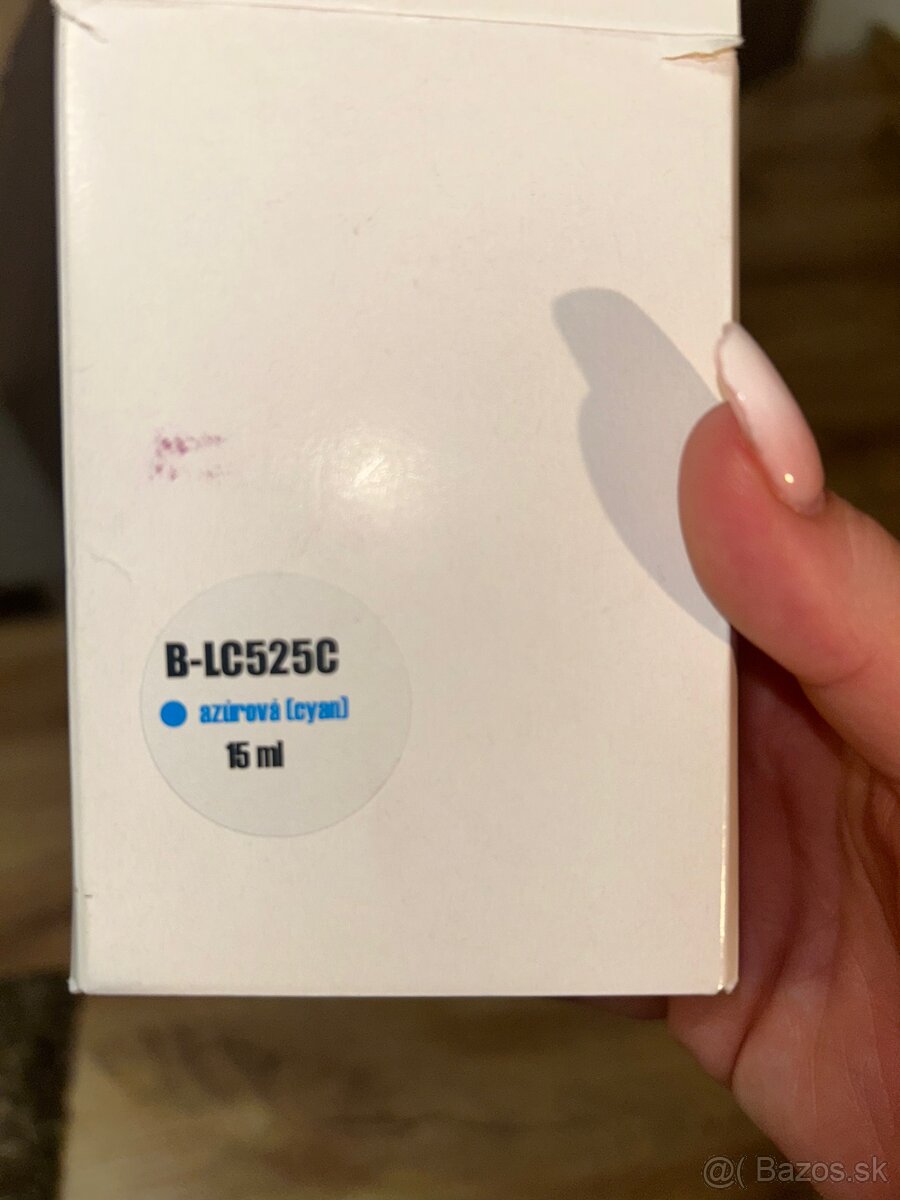 B-LC525C
azúrová (cyan)
15 ml
@( Bazos.sk